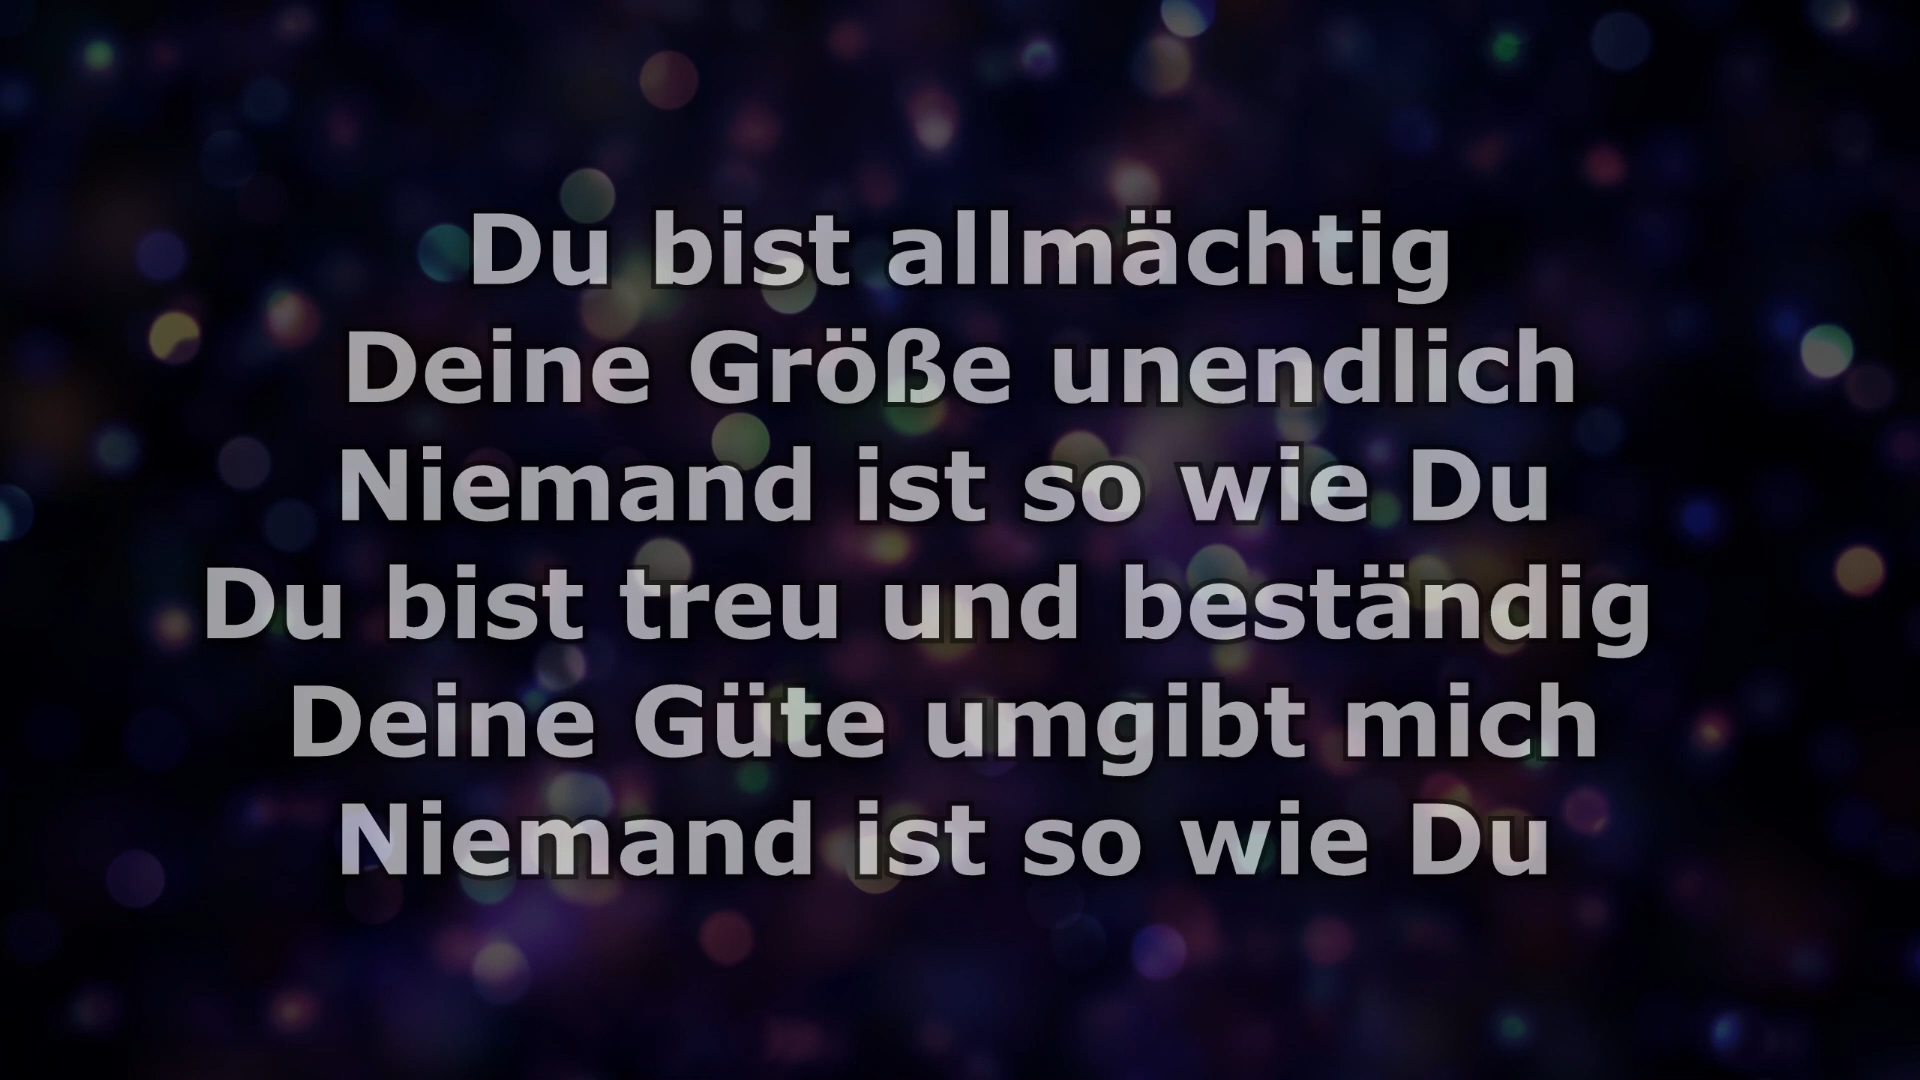 Du bist allmächtig
Deine Größe unendlich
Niemand ist so wie Du
Du bist treu und beständig
Deine Güte umgibt mich
Niemand ist so wie Du